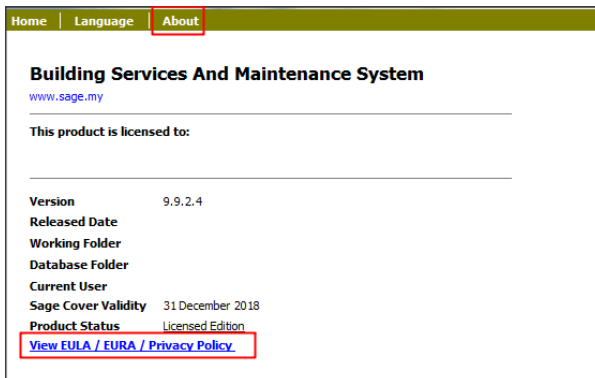 Home Language About
Building Services And Maintenance System
www.sage.my
This product is licensed to:
Version 9.9.2.4
Released Date
Working Folder
Database Folder
Current User
Sage Cover Validity 31 December 2018
Product Status Licensed Edition
View EULA / EURA / Privacy Policy